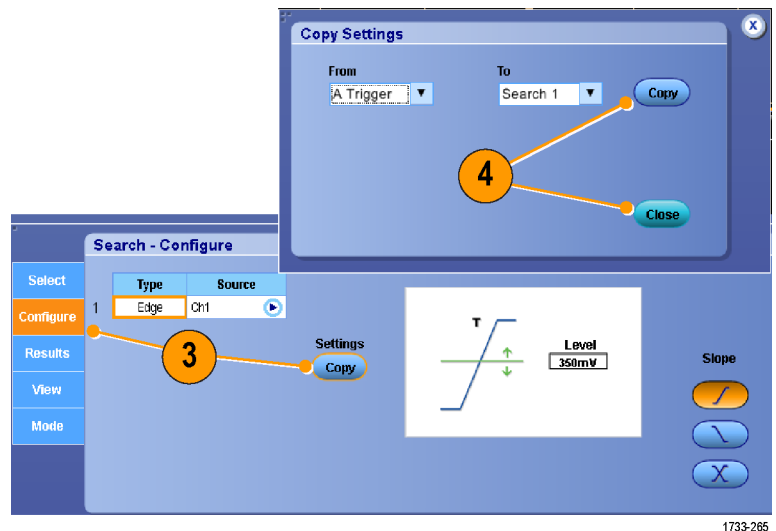 Copy Settings
X
From
To
A Trigger
Search 1
Copy
4
Close
Search - Configure
Select
Configure
Results
View
Mode
Type
Source
1
Edge
Ch1
3
Settings
Copy
T
Level
350mV
Slope
1733-265